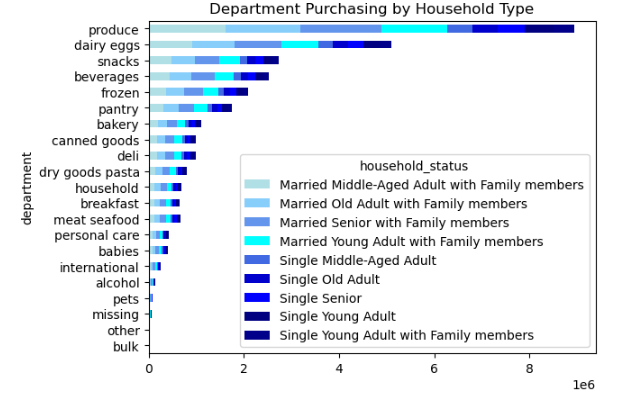 Department Purchasing by Household Type
produce
dairy eggs
snacks
beverages
frozen
pantry
bakery
canned goods
deli
dry goods pasta
household
breakfast
meat seafood
personal care
babies
international
alcohol
pets
missing
other
bulk
department
household_status
Married Middle-Aged Adult with Family members
Married Old Adult with Family members
Married Senior with Family members
Married Young Adult with Family members
Single Middle-Aged Adult
Single Old Adult
Single Senior
Single Young Adult
Single Young Adult with Family members
0 2 4 6 8
1e6